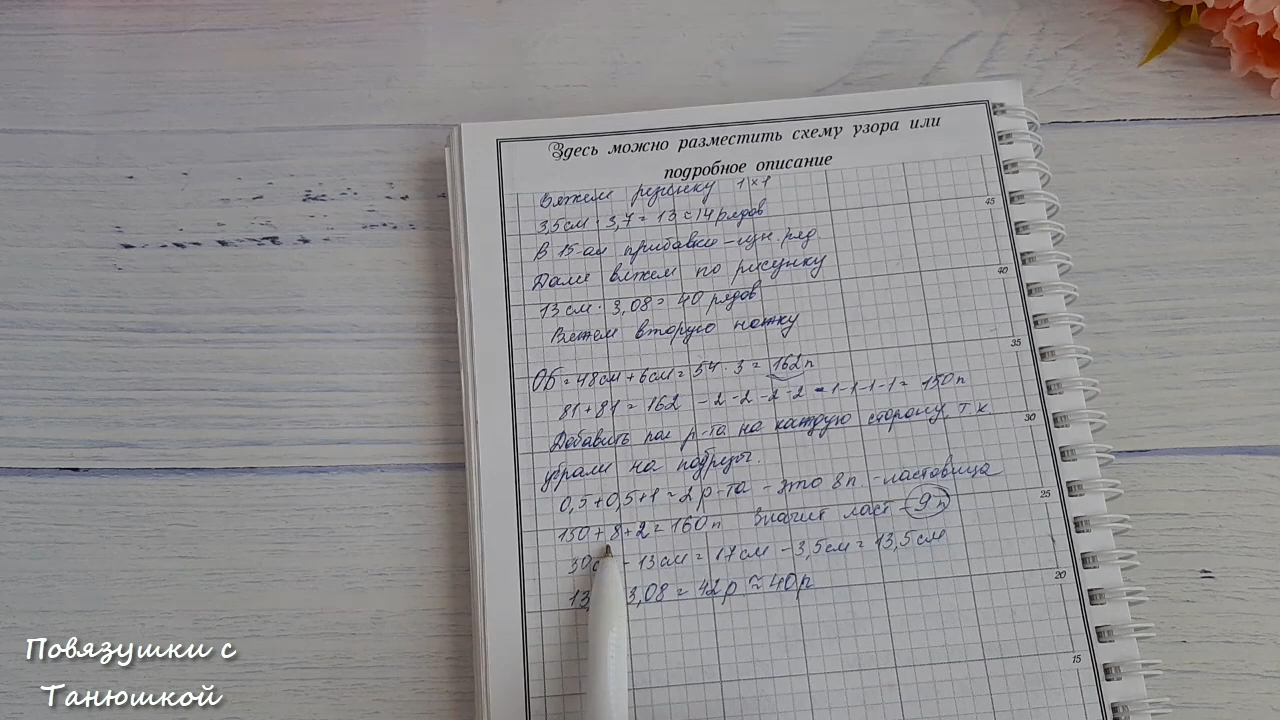 Здесь можно разместить схему узора или
подробное описание
Вяжем резинку 1×1
3,5см · 3,7 = 13 ≈ 14 рядов
В 15-ом прибавки - изн. ряд
Далее вяжем по рисунку
13 см · 3,08 = 40 рядов
Вяжем вторую ножку
ОБ = 48см + 6см = 54 · 3 = 162п
81 + 81 = 162 - 2 - 2 - 2 - 2 - 1 - 1 - 1 - 1 = 150п
Добавить пол р-та на каждую сторону, т.к
убрали на подрезы.
0,5 + 0,5 + 1 = 2 р-та - это 8п - ластовица
150 + 8 + 2 = 160п Значит ласт - 9п
30с - 13см = 17см - 3,5см = 13,5см
13, 3,08 = 42р ≈ 40р
45
40
35
30
25
20
15
Повязушки с
Танюшкой